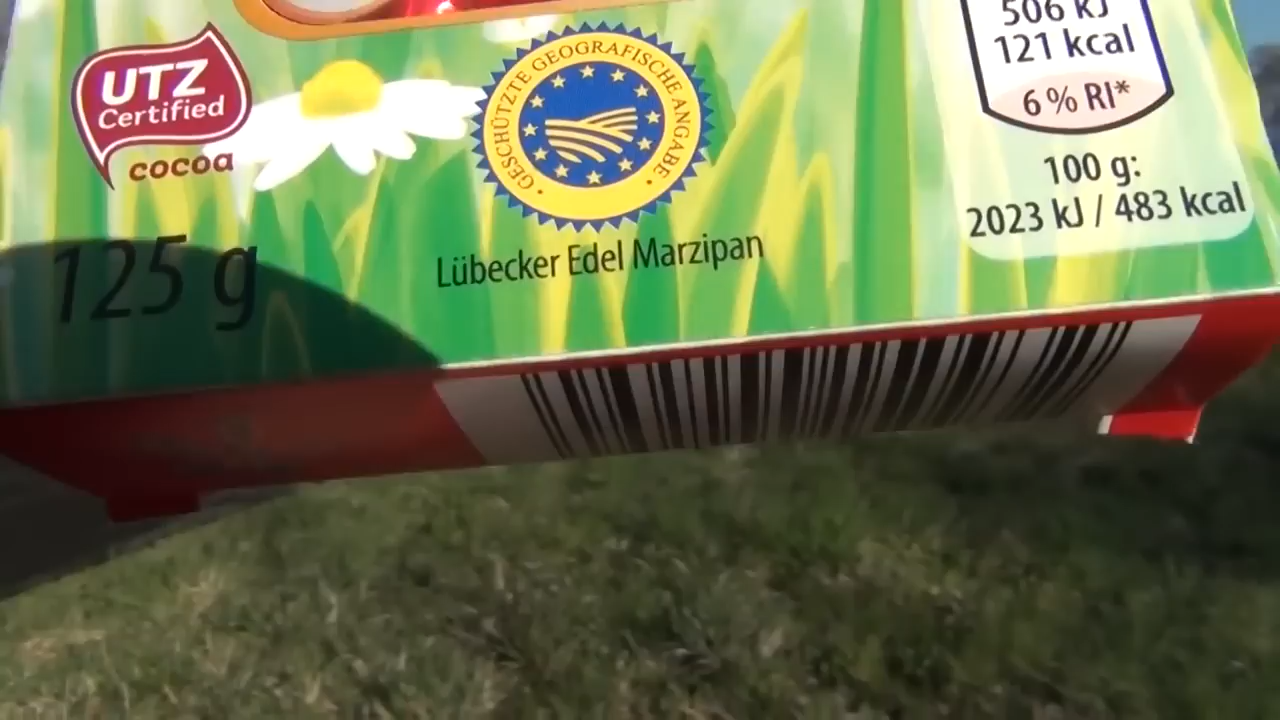 UTZ
Certified
cocoa
GESCHÜTZTE GEOGRAFISCHE ANGABE
506 kJ
121 kcal
6 % RI*
100 g:
2023 kJ / 483 kcal
125 g
Lübecker Edel Marzipan